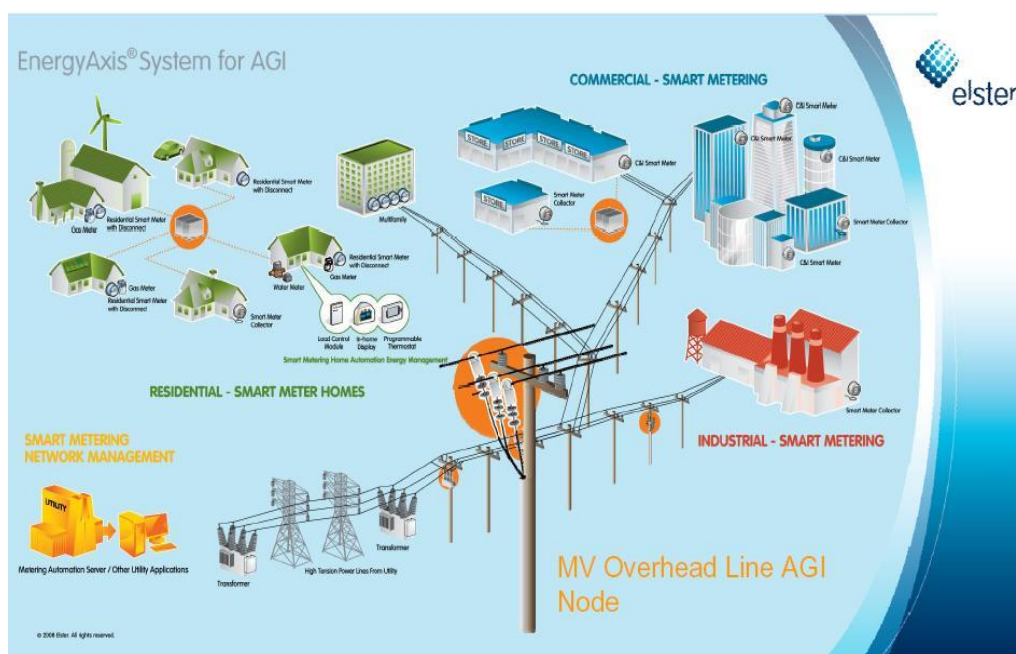 EnergyAxis® System for AGI
elster
COMMERCIAL - SMART METERING
C&I Smart Meter
C&I Smart Meter
C&I Smart Meter
C&I Smart Meter
STORE
STORE
STORE
STORE
Smart Meter
Collector
STORE
Smart Meter Collector
C&I Smart Meter
Residential Smart Meter
with Disconnect
Multifamily
Residential Smart Meter
with Disconnect
Gas Meter
Residential Smart Meter
with Disconnect
Gas Meter
Water Meter
Gas Meter
Residential Smart Meter
with Disconnect
Smart Meter
Collector
Load Control
Module
In-home
Display
Programmable
Thermostat
Smart Metering Home Automation Energy Management
RESIDENTIAL - SMART METER HOMES
Smart Meter Collector
INDUSTRIAL - SMART METERING
SMART METERING
NETWORK MANAGEMENT
UTILITY
Metering Automation Server / Other Utility Applications
Transformer
High Tension Power Lines From Utility
Transformer
MV Overhead Line AGI
Node
© 2008 Elster. All rights reserved.